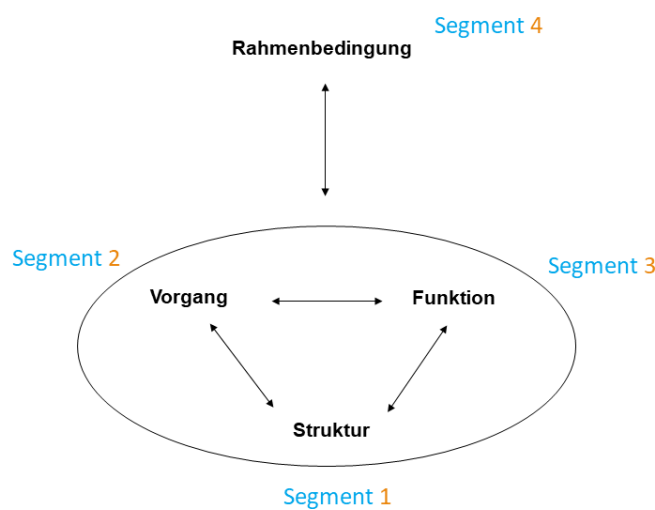 Segment 4
Rahmenbedingung
Segment 2
Segment 3
Vorgang
Funktion
Struktur
Segment 1